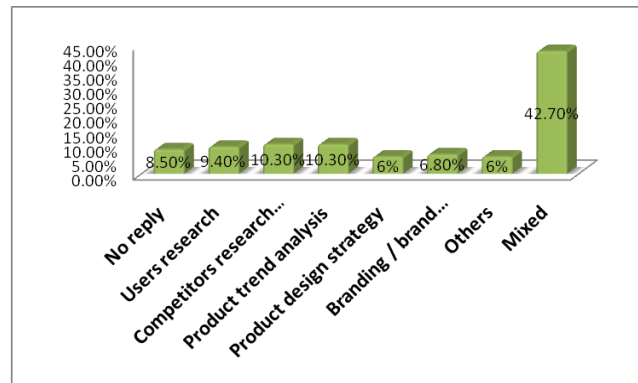 45.00%
40.00%
35.00%
30.00%
25.00%
20.00%
15.00%
10.00%
5.00%
0.00%
8.50%
9.40%
10.30%
10.30%
6%
6.80%
6%
42.70%
No reply
Users research
Competitors research...
Product trend analysis
Product design strategy
Branding / brand...
Others
Mixed